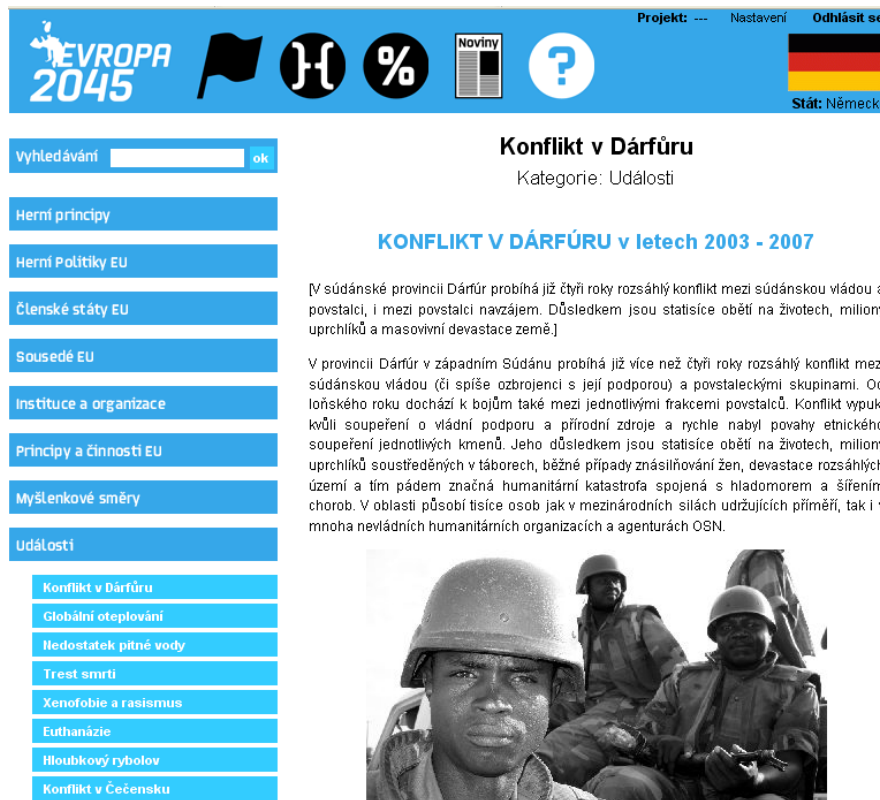 Projekt: --- Nastavení Odhlásit se
EVROPA
2045
Noviny
?
%
Stát: Německ
Vyhledávání ok
Herní principy
Herní Politiky EU
Členské státy EU
Sousedé EU
Instituce a organizace
Principy a činnosti EU
Myšlenkové směry
Události
Konflikt v Dárfůru
Globální oteplování
Nedostatek pitné vody
Trest smrti
Xenofobie a rasismus
Euthanázie
Hloubkový rybolov
Konflikt v Čečensku
Konflikt v Dárfůru
Kategorie: Události
KONFLIKT V DÁRFÚRU v letech 2003 - 2007
[V súdánské provincii Dárfúr probíhá již čtyři roky rozsáhlý konflikt mezi súdánskou vládou a
povstalci, i mezi povstalci navzájem. Důsledkem jsou statisíce obětí na životech, miliony
uprchlíků a masovivní devastace země.]
V provincii Dárfúr v západním Súdánu probíhá již více než čtyři roky rozsáhlý konflikt mezi
súdánskou vládou (či spíše ozbrojenci s její podporou) a povstaleckými skupinami. Od
loňského roku dochází k bojům také mezi jednotlivými frakcemi povstalců. Konflikt vypukl
kvůli soupeření o vládní podporu a přírodní zdroje a rychle nabyl povahy etnického
soupeření jednotlivých kmenů. Jeho důsledkem jsou statisíce obětí na životech, miliony
uprchlíků soustředěných v táborech, běžné případy znásilňování žen, devastace rozsáhlých
území a tím pádem značná humanitární katastrofa spojená s hladomorem a šířením
chorob. V oblasti působí tisíce osob jak v mezinárodních silách udržujících příměří, tak i v
mnoha nevládních humanitárních organizacích a agenturách OSN.